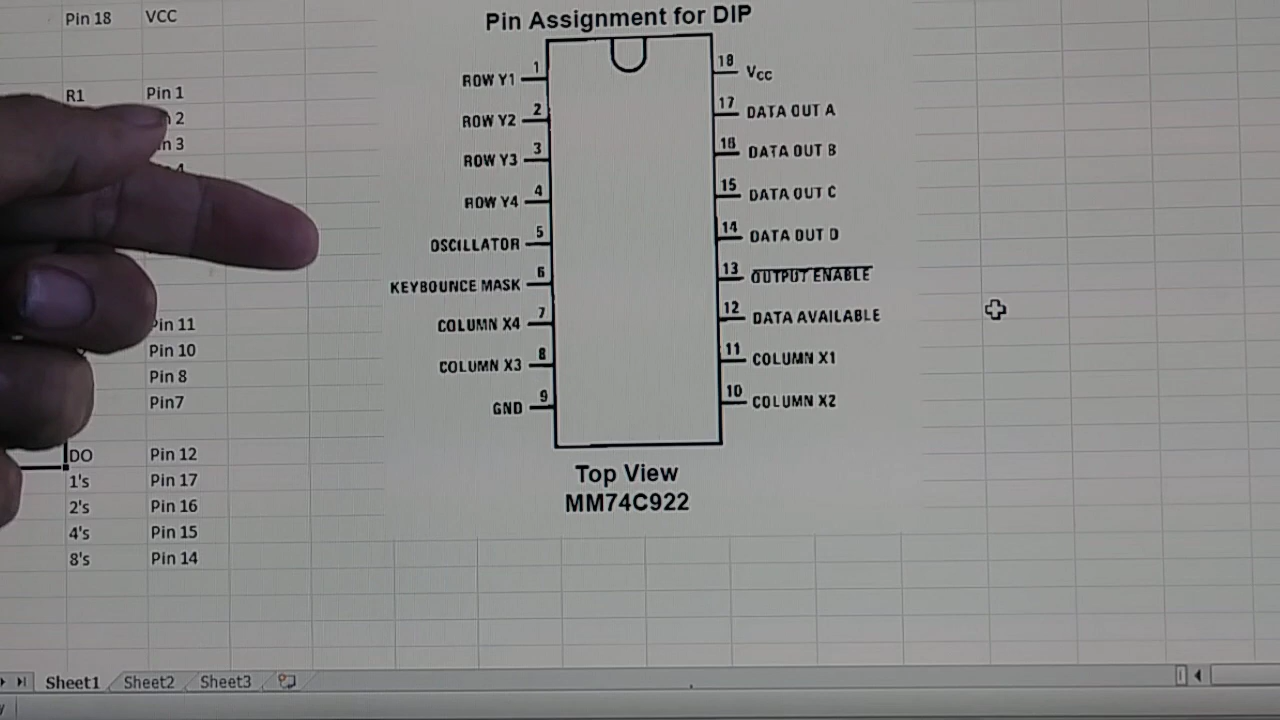 Pin 18 VCC
R1 Pin 1
2
Pin 3
Pin 11
Pin 10
Pin 8
Pin7
DO Pin 12
1's Pin 17
2's Pin 16
4's Pin 15
8's Pin 14
Pin Assignment for DIP
ROW Y1 1
ROW Y2 2
ROW Y3 3
ROW Y4 4
OSCILLATOR 5
KEYBOUNCE MASK 6
COLUMN X4 7
COLUMN X3 8
GND 9
18 VCC
17 DATA OUT A
16 DATA OUT B
15 DATA OUT C
14 DATA OUT D
13 OUTPUT ENABLE
12 DATA AVAILABLE
11 COLUMN X1
10 COLUMN X2
Top View
MM74C922
Sheet1 Sheet2 Sheet3